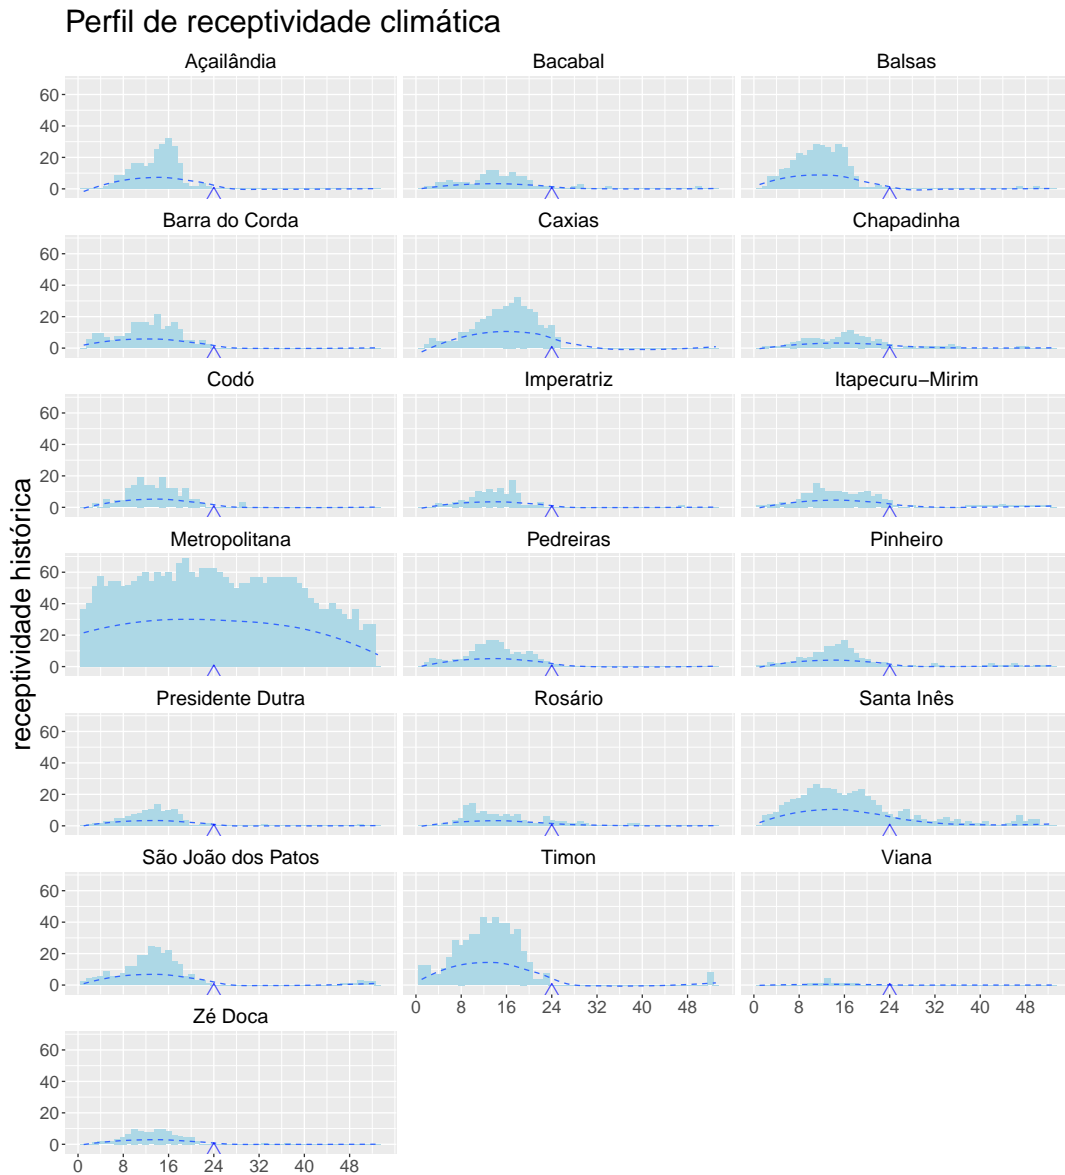 Perfil de receptividade climática
Açailândia
Bacabal
Balsas
60
40
20
0
Barra do Corda
Caxias
Chapadinha
60
40
20
0
Codó
Imperatriz
Itapecuru−Mirim
60
40
20
0
receptividade histórica
Metropolitana
Pedreiras
Pinheiro
60
40
20
0
Presidente Dutra
Rosário
Santa Inês
60
40
20
0
São João dos Patos
Timon
Viana
60
40
20
0
0 8 16 24 32 40 48
0 8 16 24 32 40 48
Zé Doca
60
40
20
0
0 8 16 24 32 40 48